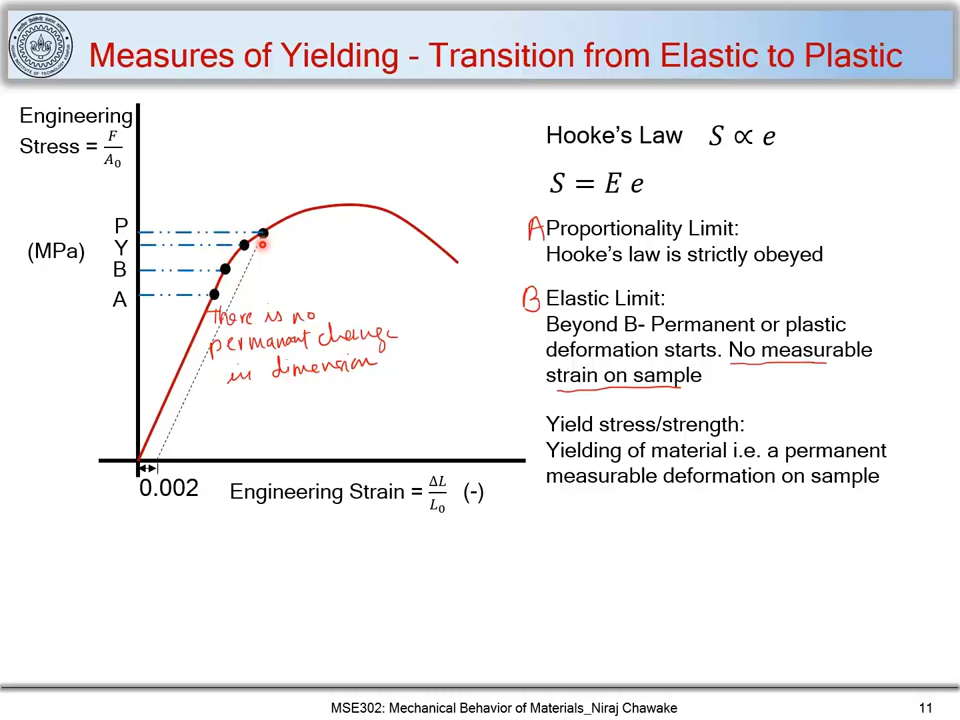 Measures of Yielding - Transition from Elastic to Plastic
Engineering
Stress = F/A₀
(MPa)
P
Y
B
A
There is no
permanant change
in dimension
0.002
Engineering Strain = ΔL/L₀ (-)
Hooke's Law S ∝ e
S = E e
A Proportionality Limit:
Hooke's law is strictly obeyed
B Elastic Limit:
Beyond B- Permanent or plastic
deformation starts. No measurable
strain on sample
Yield stress/strength:
Yielding of material i.e. a permanent
measurable deformation on sample
MSE302: Mechanical Behavior of Materials_Niraj Chawake
11